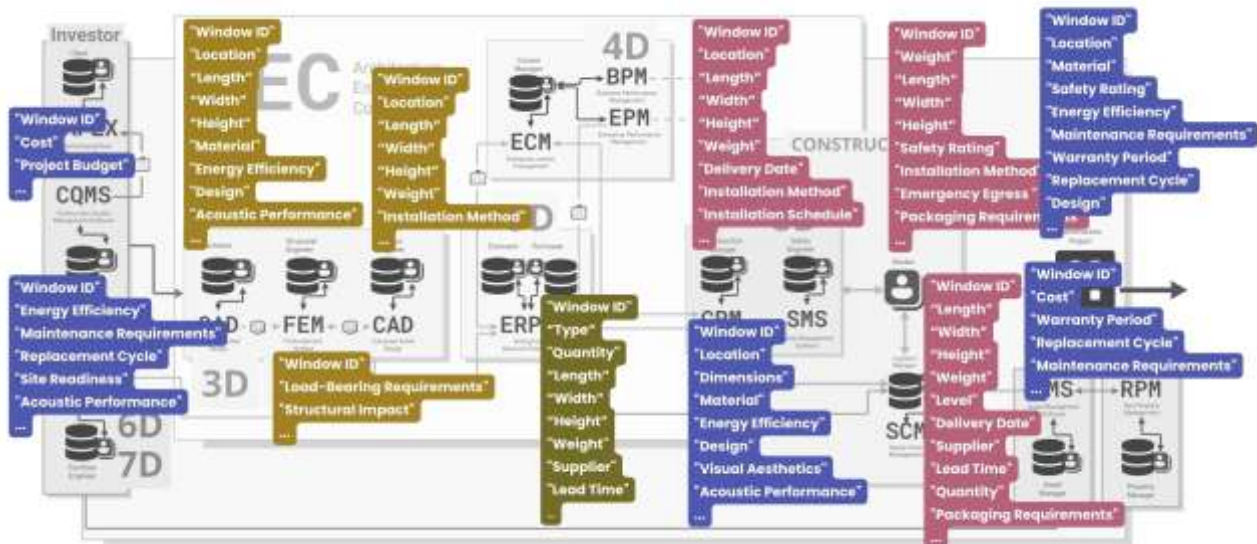 Investor
"Window ID"
"Cost"
"Project Budget"
...
CQMS
"Window ID"
"Energy Efficiency"
"Maintenance Requirements"
"Replacement Cycle"
"Site Readiness"
"Acoustic Performance"
...
6D
7D
"Window ID"
"Location"
"Length"
"Width"
"Height"
"Material"
"Energy Efficiency"
"Design"
"Acoustic Performance"
...
EC
"Window ID"
"Location"
"Length"
"Width"
"Height"
"Weight"
"Installation Method"
...
FEM
CAD
3D
"Window ID"
"Load-Bearing Requirements"
"Structural Impact"
...
4D
BPM
EPM
ECM
ERP
"Window ID"
"Type"
"Quantity"
"Length"
"Width"
"Height"
"Weight"
"Supplier"
"Lead Time"
...
"Window ID"
"Location"
"Length"
"Width"
"Height"
"Weight"
"Delivery Date"
"Installation Method"
"Installation Schedule"
...
CONSTRUC
SMS
"Window ID"
"Location"
"Dimensions"
"Material"
"Energy Efficiency"
"Design"
"Visual Aesthetics"
"Acoustic Performance"
...
"Window ID"
"Weight"
"Length"
"Width"
"Height"
"Safety Rating"
"Installation Method"
"Emergency Egress"
"Packaging Requirem
...
SCM
"Window ID"
"Length"
"Width"
"Height"
"Weight"
"Level"
"Delivery Date"
"Supplier"
"Lead Time"
"Quantity"
"Packaging Requirements"
...
"Window ID"
"Location"
"Material"
"Safety Rating"
"Energy Efficiency"
"Maintenance Requirements"
"Warranty Period"
"Replacement Cycle"
"Design"
...
"Window ID"
"Cost"
"Warranty Period"
"Replacement Cycle"
"Maintenance Requirements"
...
MS
RPM